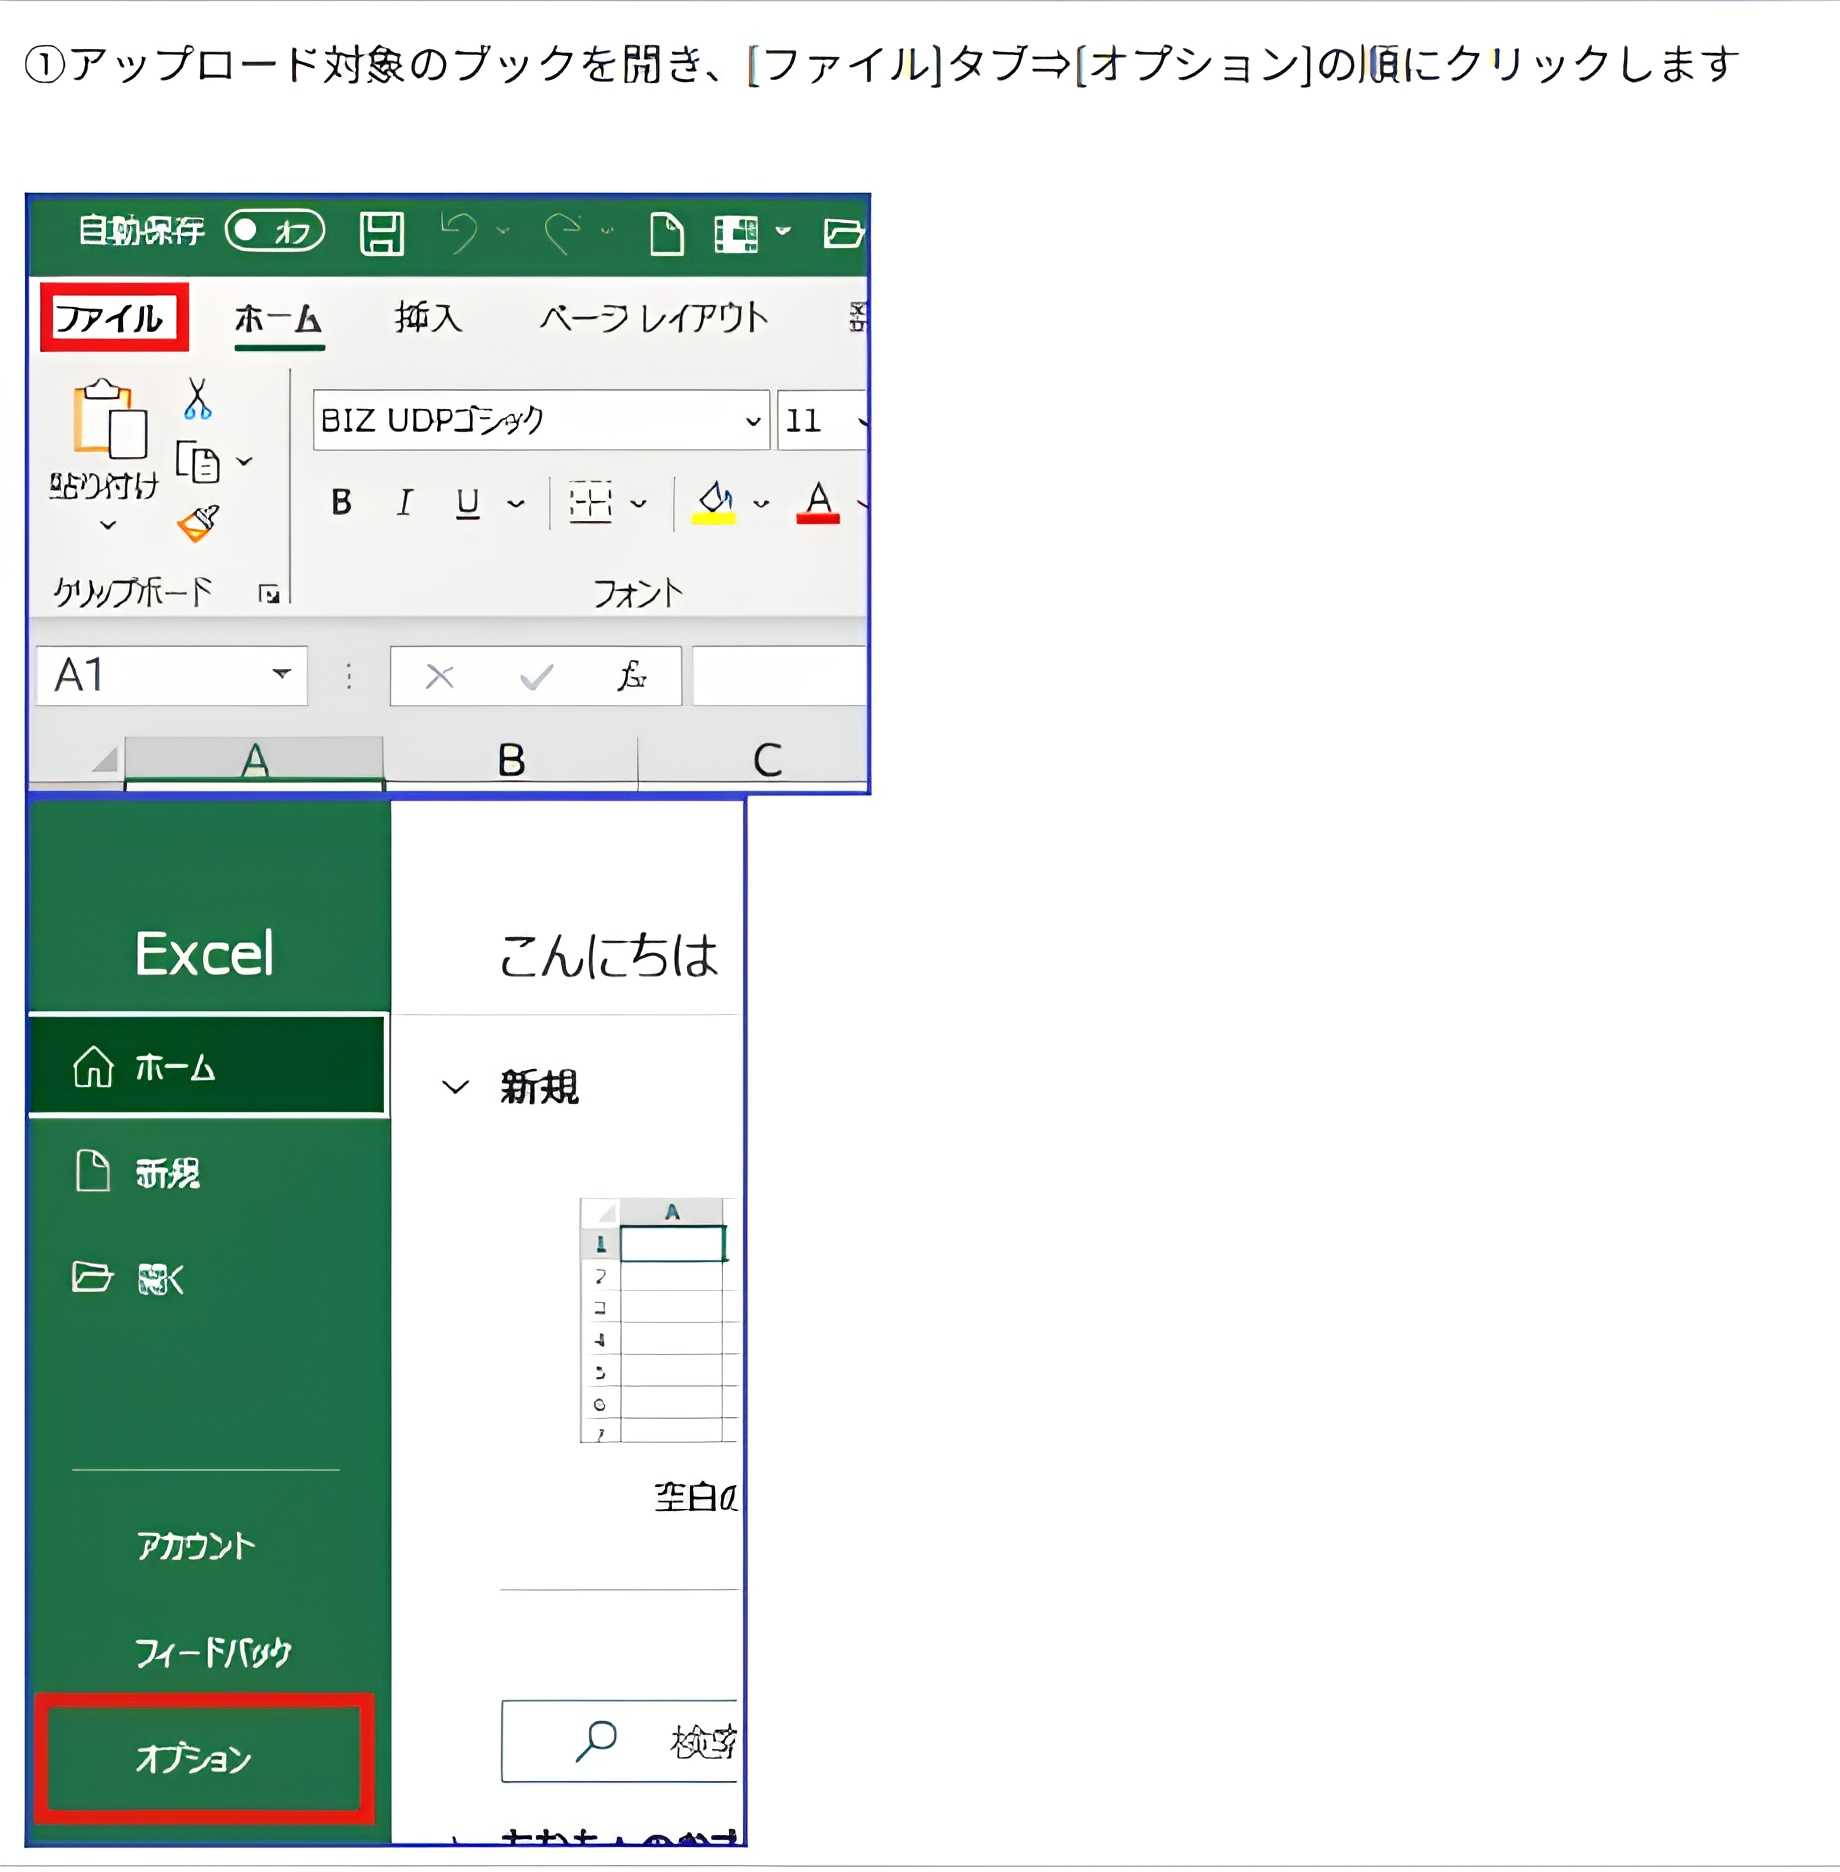 ①アップロード対象のブックを開き、[ファイル]タブ⇒[オプション]の順にクリックします
自動保存 オフ
ファイル ホーム 挿入 ページ レイアウト
BIZ UDPゴシック 11
貼り付け
B I U A
クリップボード フォント
A1 fx
A B C
Excel こんにちは
ホーム
新規
新規
開く
A
1
2
3
4
5
6
7
空白の
アカウント
フィードバック
オプション
検索